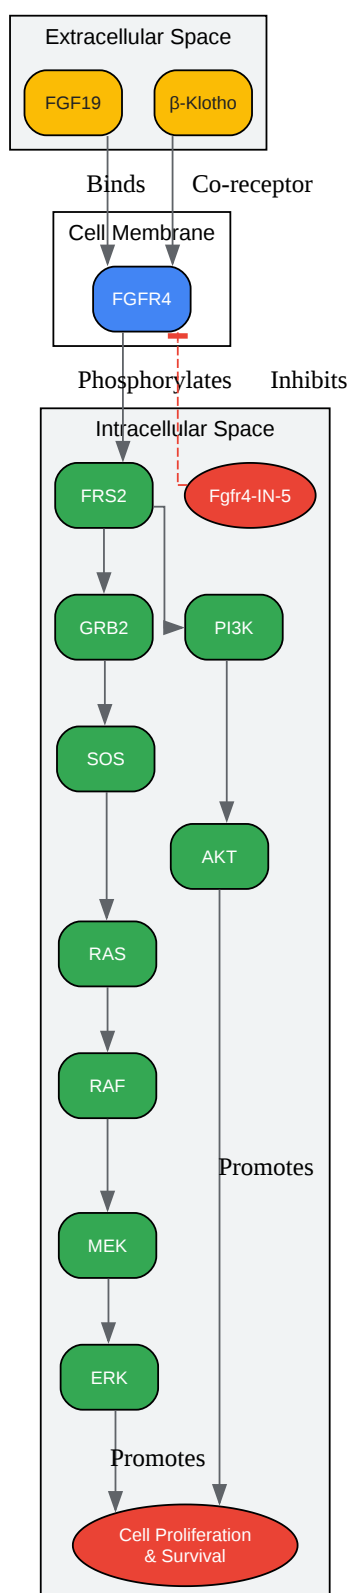 Extracellular Space
FGF19
β-Klotho
Binds
Co-receptor
Cell Membrane
FGFR4
Phosphorylates
Inhibits
Intracellular Space
FRS2
Fgfr4-IN-5
GRB2
PI3K
SOS
AKT
RAS
RAF
Promotes
MEK
ERK
Promotes
Cell Proliferation
& Survival